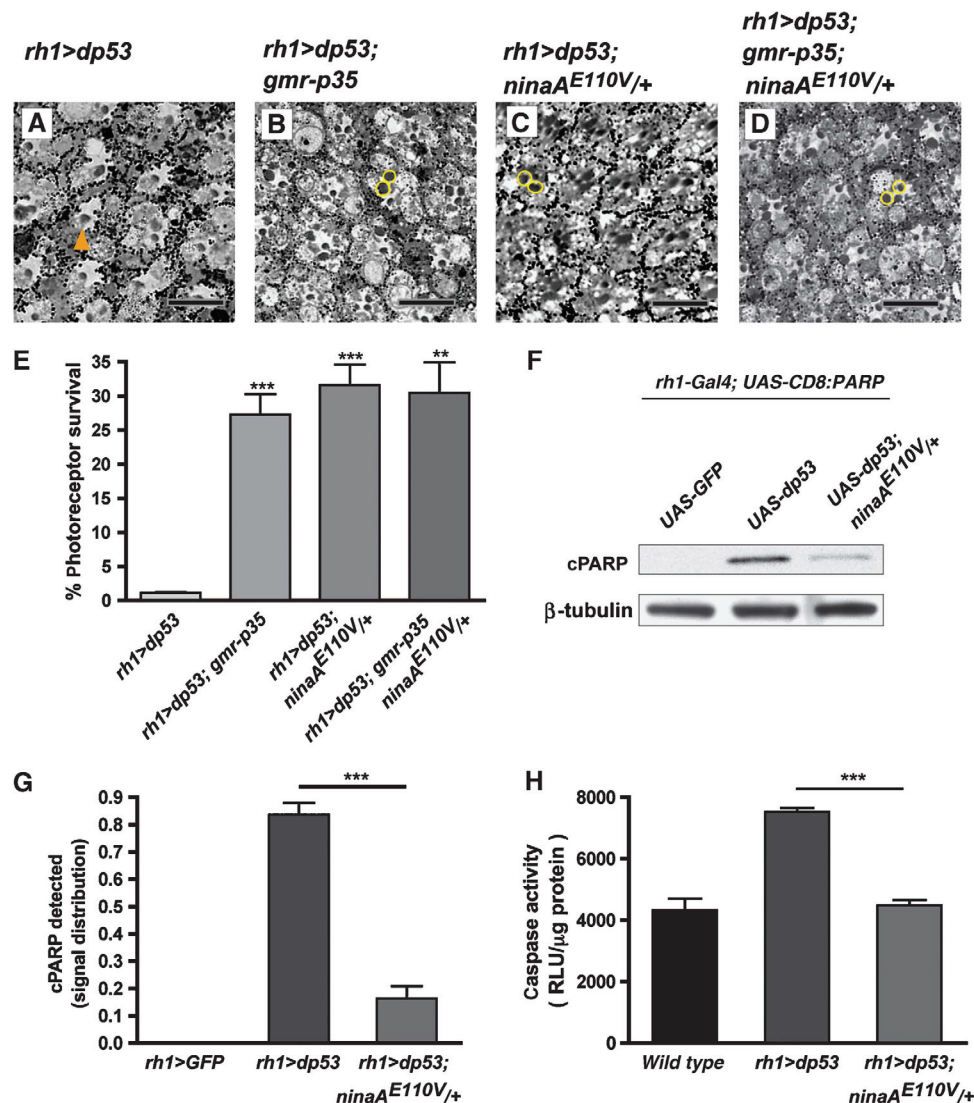 rh1>dp53
rh1>dp53;
gmr-p35
rh1>dp53;
ninaA^E110V/+
rh1>dp53;
gmr-p35;
ninaA^E110V/+
A
B
C
D
E
% Photoreceptor survival
35
30
25
20
15
10
5
0
***
***
**
rh1>dp53
rh1>dp53; gmr-p35
rh1>dp53;
ninaA^E110V/+
rh1>dp53; gmr-p35
ninaA^E110V/+
F
rh1-Gal4; UAS-CD8:PARP
UAS-GFP
UAS-dp53
UAS-dp53;
ninaA^E110V/+
cPARP
β-tubulin
G
cPARP detected
(signal distribution)
0.9
0.8
0.7
0.6
0.5
0.4
0.3
0.2
0.1
0.0
***
rh1>GFP
rh1>dp53
rh1>dp53;
ninaA^E110V/+
H
Caspase activity
( RLU/µg protein )
8000
6000
4000
2000
0
***
Wild type
rh1>dp53
rh1>dp53;
ninaA^E110V/+